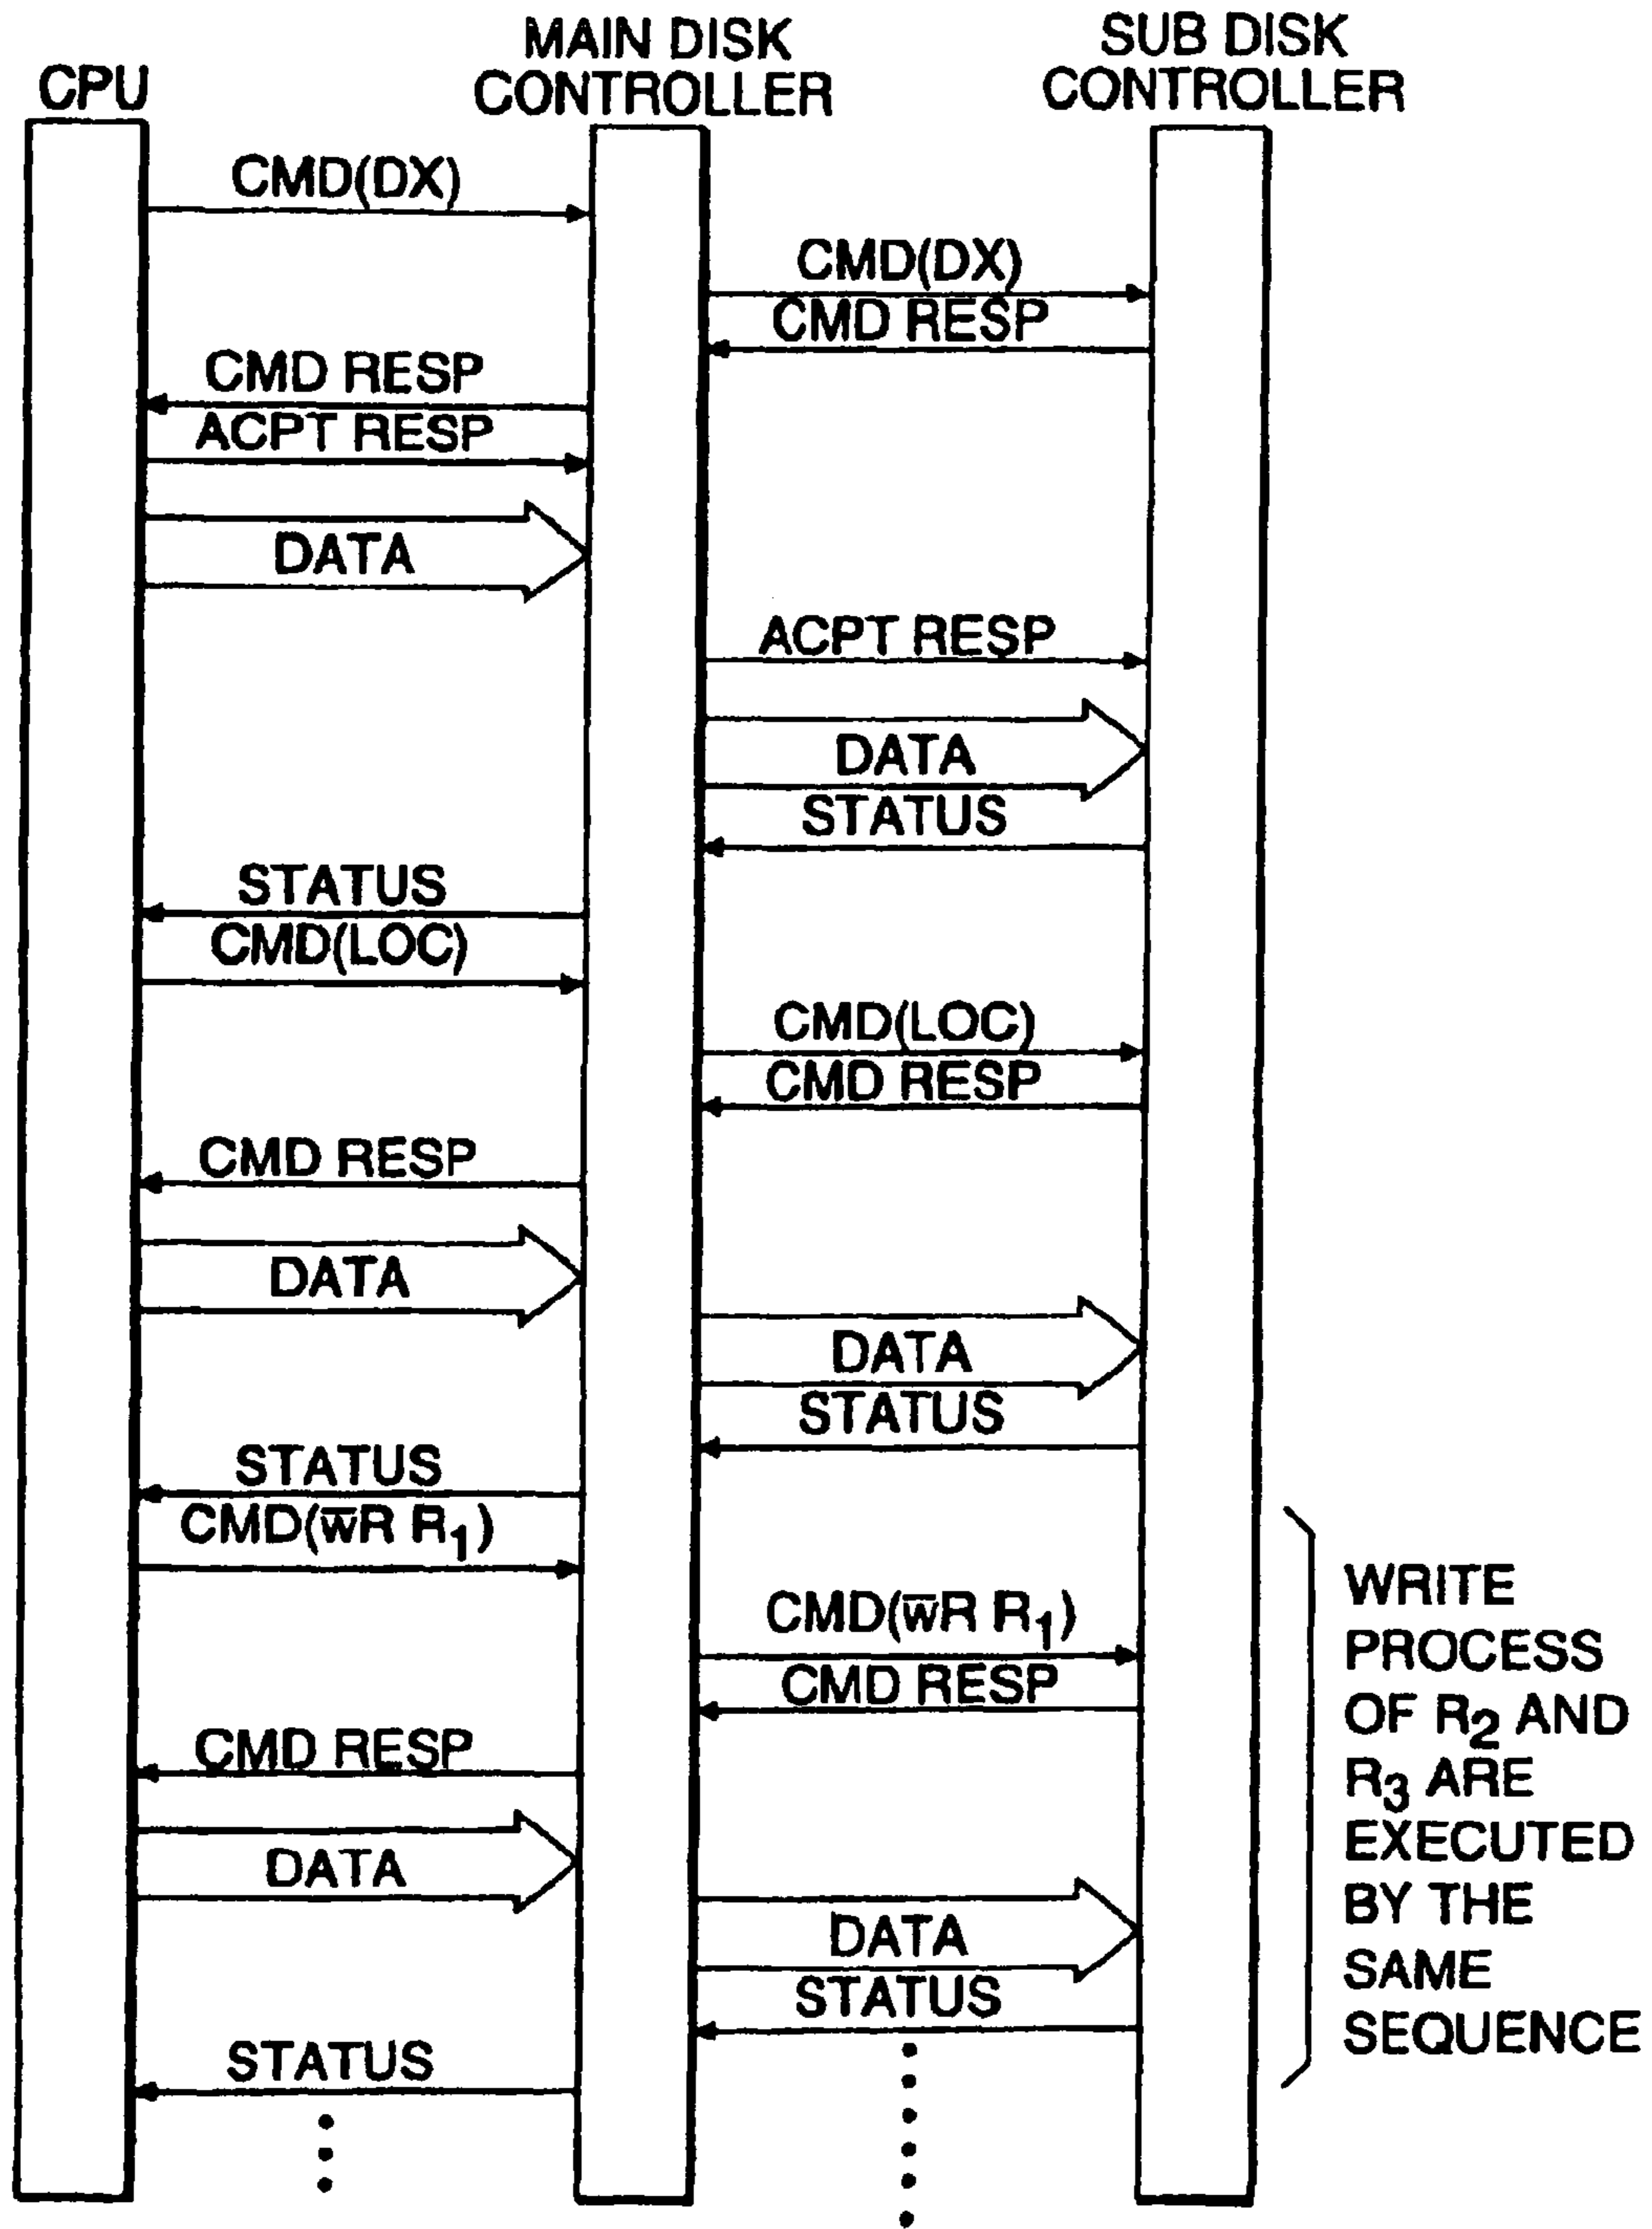 CPU
MAIN DISK
CONTROLLER
SUB DISK
CONTROLLER
CMD(DX)
CMD(DX)
CMD RESP
CMD RESP
ACPT RESP
DATA
ACPT RESP
DATA
STATUS
STATUS
CMD(LOC)
CMD(LOC)
CMD RESP
CMD RESP
DATA
DATA
STATUS
STATUS
CMD(w̅R R₁)
CMD(w̅R R₁)
CMD RESP
CMD RESP
DATA
DATA
STATUS
STATUS
WRITE
PROCESS
OF R₂ AND
R₃ ARE
EXECUTED
BY THE
SAME
SEQUENCE